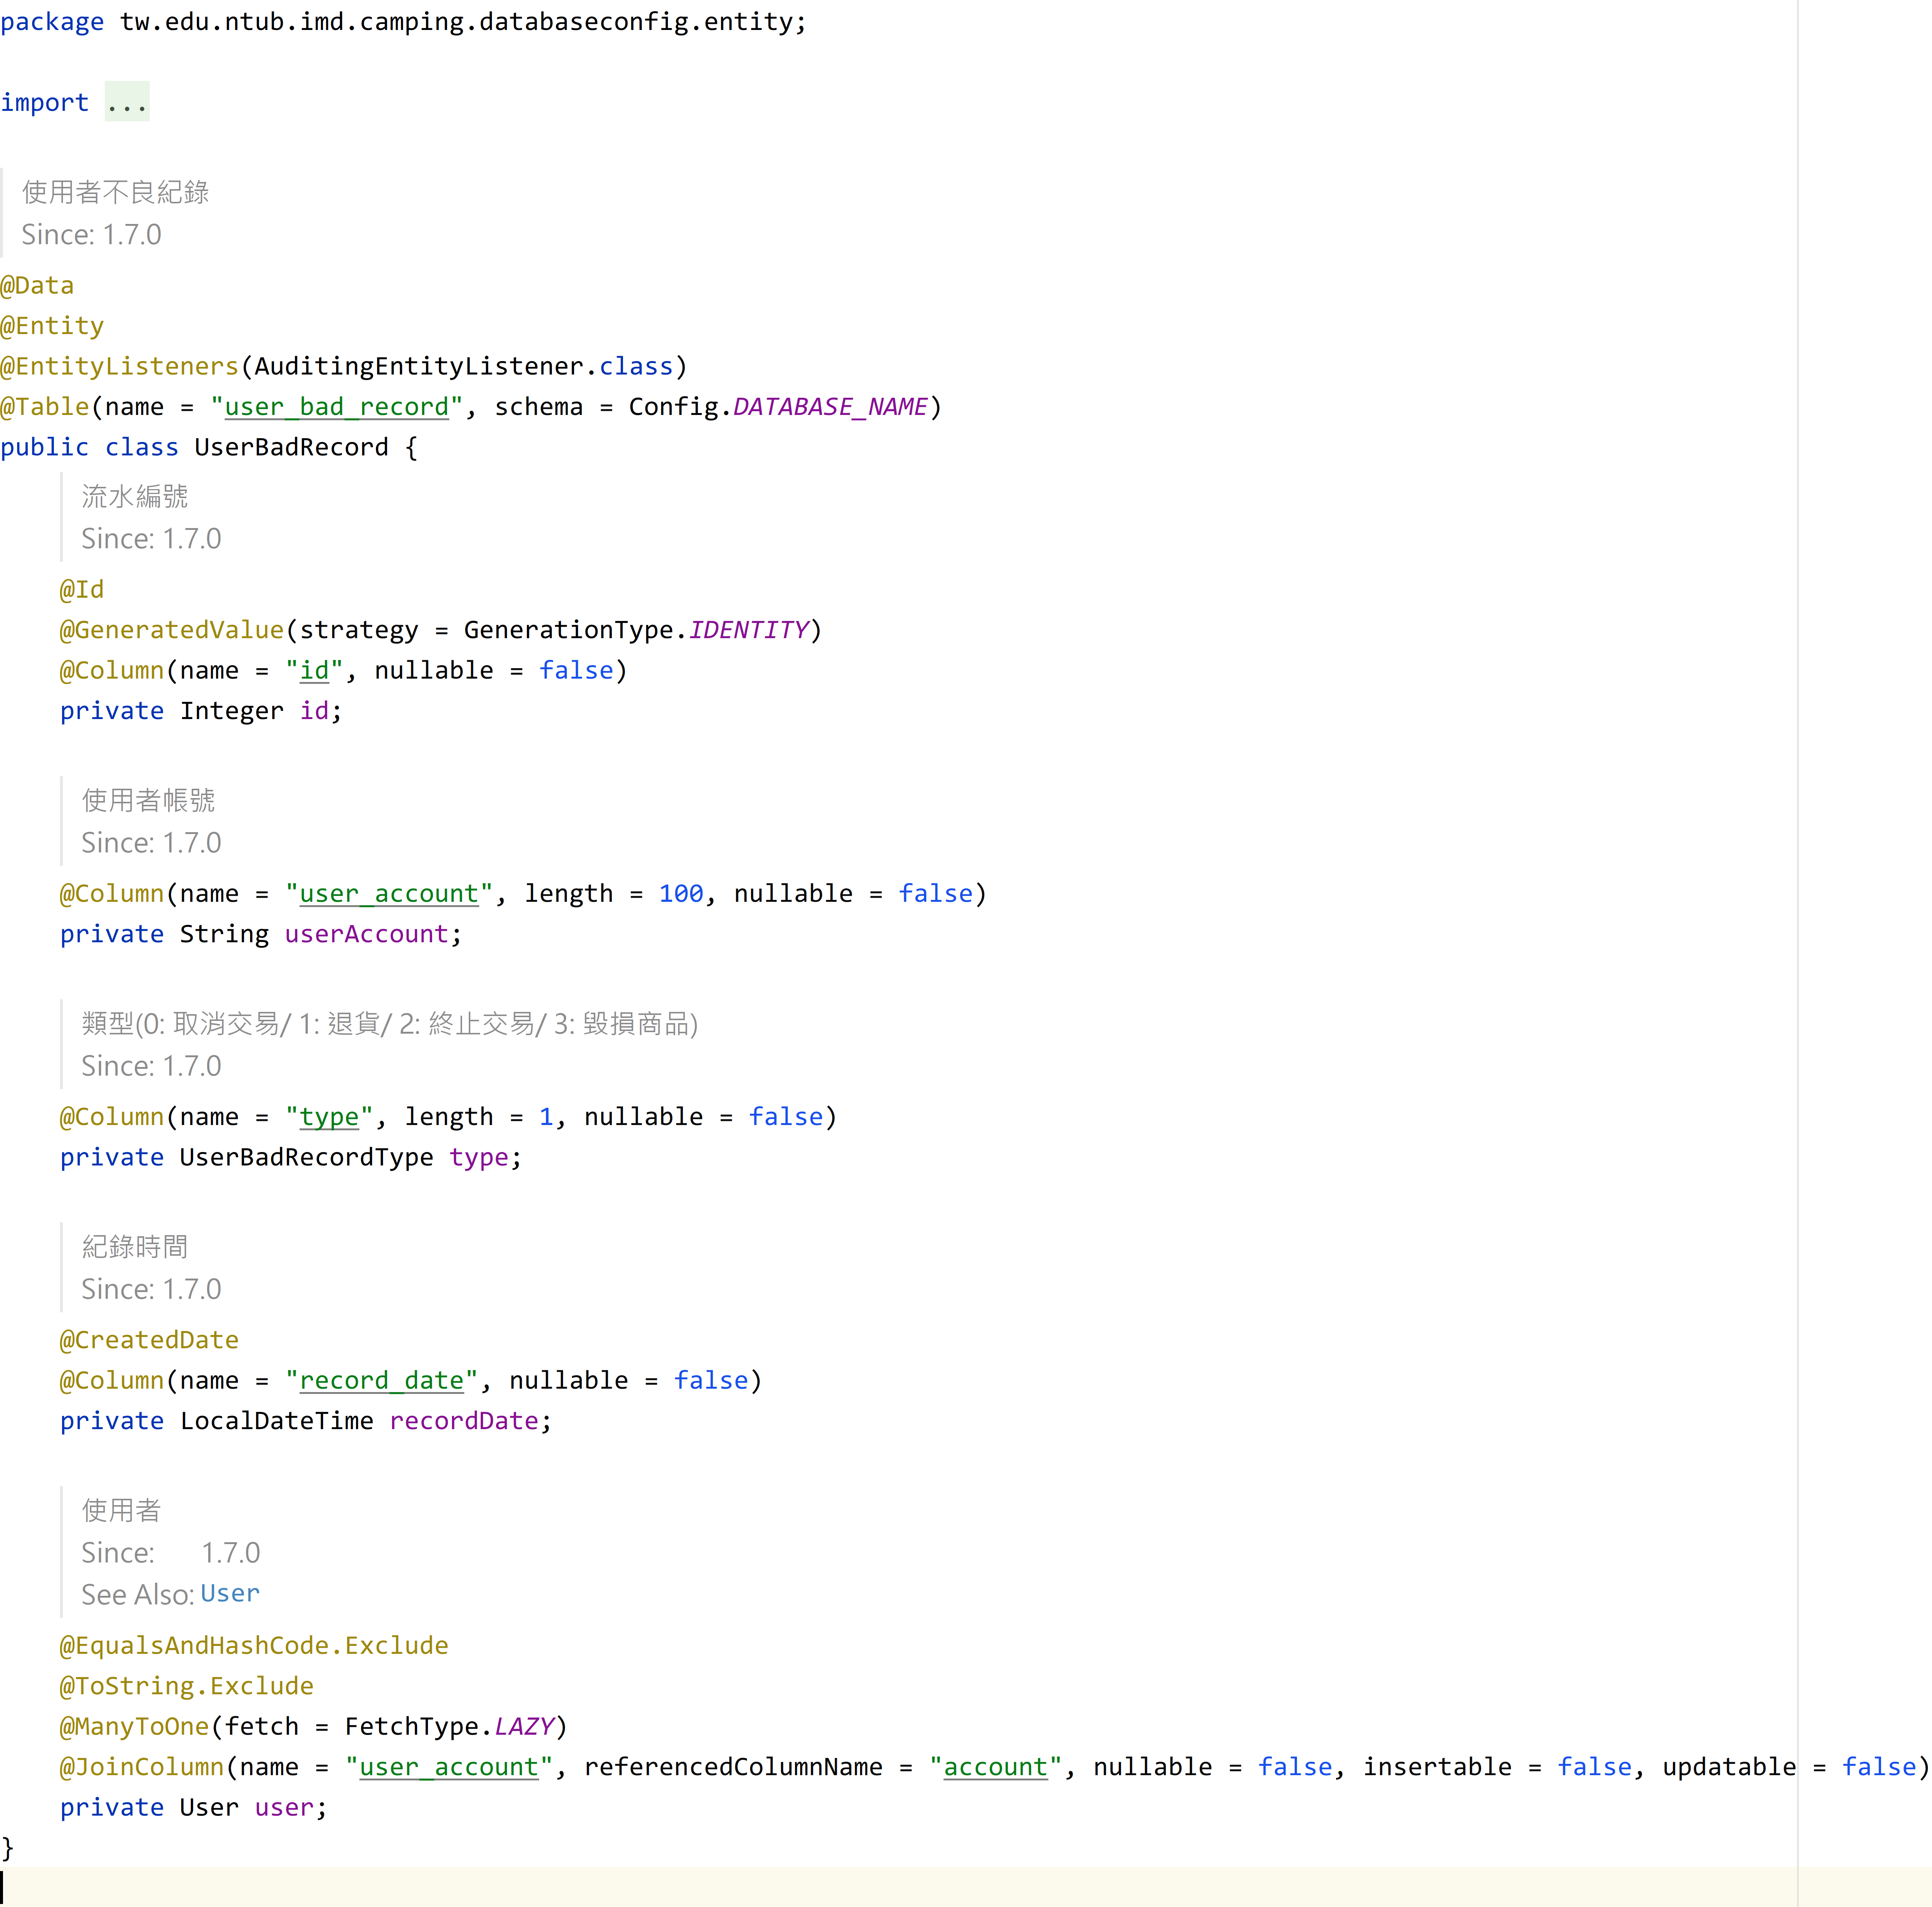 package tw.edu.ntub.imd.camping.databaseconfig.entity;
import ...
使用者不良紀錄
Since: 1.7.0
@Data
@Entity
@EntityListeners(AuditingEntityListener.class)
@Table(name = "user_bad_record", schema = Config.DATABASE_NAME)
public class UserBadRecord {
流水編號
Since: 1.7.0
@Id
@GeneratedValue(strategy = GenerationType.IDENTITY)
@Column(name = "id", nullable = false)
private Integer id;
使用者帳號
Since: 1.7.0
@Column(name = "user_account", length = 100, nullable = false)
private String userAccount;
類型(0: 取消交易/ 1: 退貨/ 2: 終止交易/ 3: 毀損商品)
Since: 1.7.0
@Column(name = "type", length = 1, nullable = false)
private UserBadRecordType type;
紀錄時間
Since: 1.7.0
@CreatedDate
@Column(name = "record_date", nullable = false)
private LocalDateTime recordDate;
使用者
Since: 1.7.0
See Also: User
@EqualsAndHashCode.Exclude
@ToString.Exclude
@ManyToOne(fetch = FetchType.LAZY)
@JoinColumn(name = "user_account", referencedColumnName = "account", nullable = false, insertable = false, updatable = false)
private User user;
}